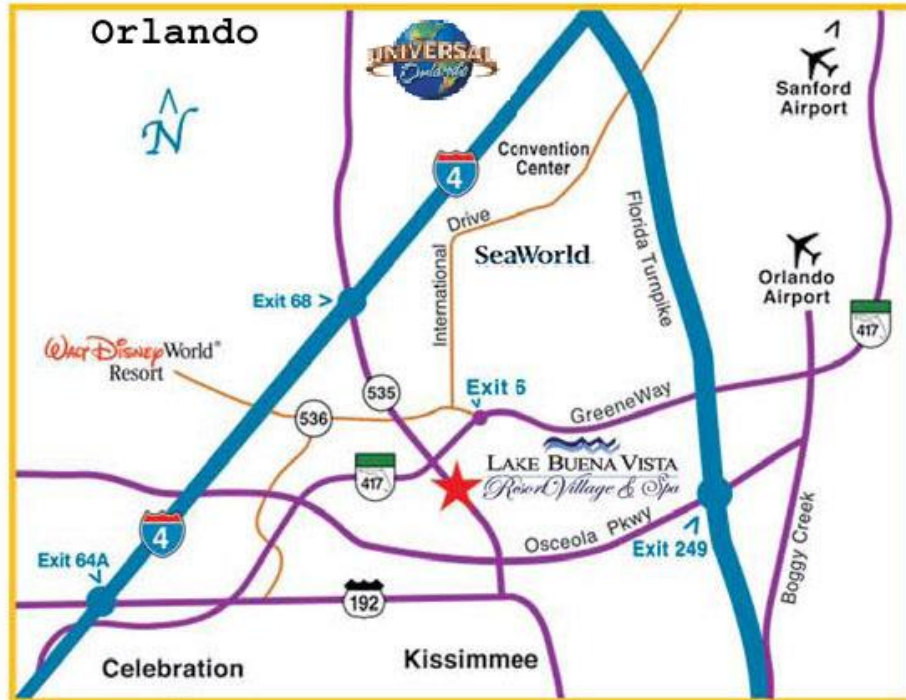 Orlando
UNIVERSAL
Orlando
N
Sanford
Airport
Convention
Center
4
Drive
SeaWorld
International
Florida Turnpike
Orlando
Airport
417
Exit 68 >
WALT DISNEY World®
Resort
535
Exit 6
536
GreeneWay
417
LAKE BUENA VISTA
Resort Village & Spa
4
Osceola Pkwy
Exit 249
Boggy Creek
Exit 64A
192
Celebration
Kissimmee